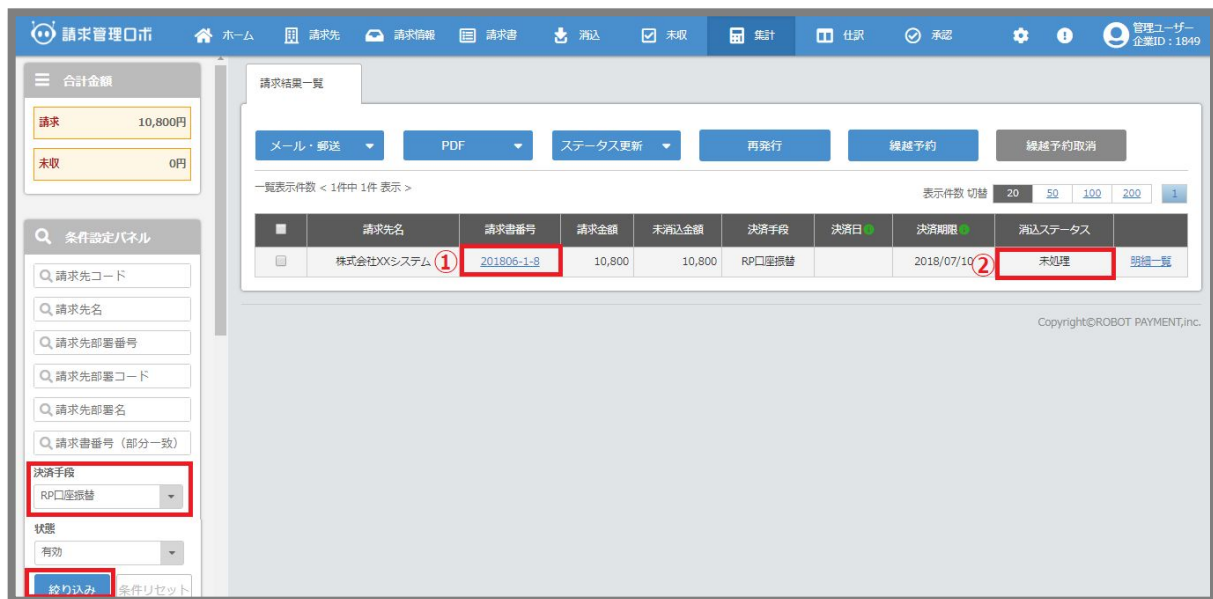 請求管理ロボ ホーム 請求先 請求情報 請求書 消込 未収 集計 仕訳 承認 管理ユーザー
企業ID：1849
合計金額
請求 10,800円
未収 0円
条件設定パネル
請求先コード
請求先名
請求先部署番号
請求先部署コード
請求先部署名
請求書番号（部分一致）
決済手段
RP口座振替
状態
有効
絞り込み 条件リセット
請求結果一覧
メール・郵送 PDF ステータス更新 再発行 繰越予約 繰越予約取消
一覧表示件数 < 1件中 1件 表示 >
表示件数 切替 20 50 100 200 1
請求先名 請求書番号 請求金額 未消込金額 決済手段 決済日 決済期限 消込ステータス
株式会社XXシステム ① 201806-1-8 10,800 10,800 RP口座振替 2018/07/10 ② 未処理 明細一覧
Copyright©ROBOT PAYMENT,inc.